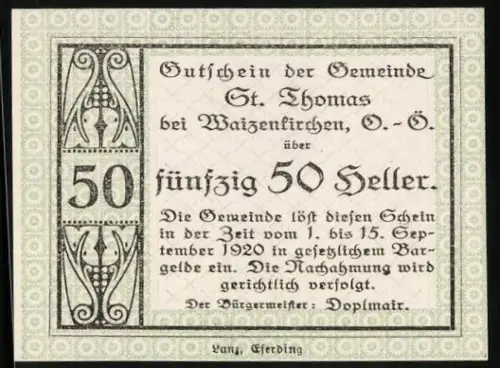 Gutschein der Gemeinde
St. Thomas
bei Waizenkirchen, O.-Ö.
über
50
fünfzig 50 Heller.
Die Gemeinde löst diesen Schein
in der Zeit vom 1. bis 15. Sep-
tember 1920 in gesetzlichem Bar-
gelde ein. Die Nachahmung wird
gerichtlich verfolgt.
Der Bürgermeister: Doplmair.
Lanz, Eferding